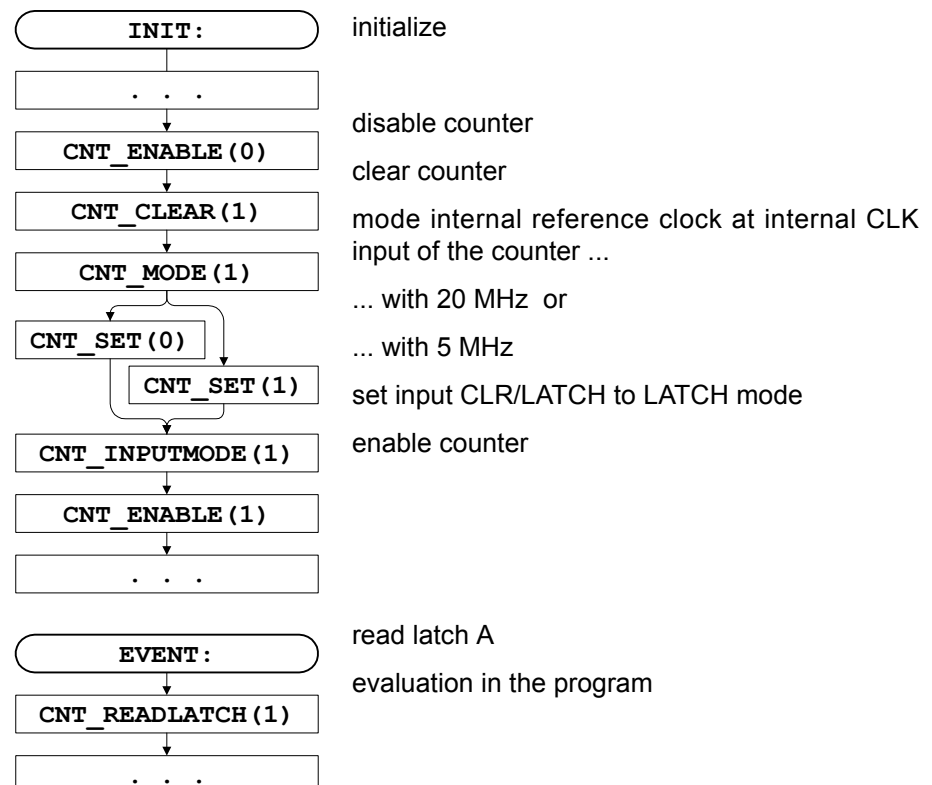 INIT:
initialize
. . .
disable counter
CNT_ENABLE(0)
clear counter
CNT_CLEAR(1)
mode internal reference clock at internal CLK
input of the counter ...
CNT_MODE(1)
... with 20 MHz or
CNT_SET(0)
... with 5 MHz
CNT_SET(1)
set input CLR/LATCH to LATCH mode
enable counter
CNT_INPUTMODE(1)
CNT_ENABLE(1)
. . .
read latch A
EVENT:
evaluation in the program
CNT_READLATCH(1)
. . .